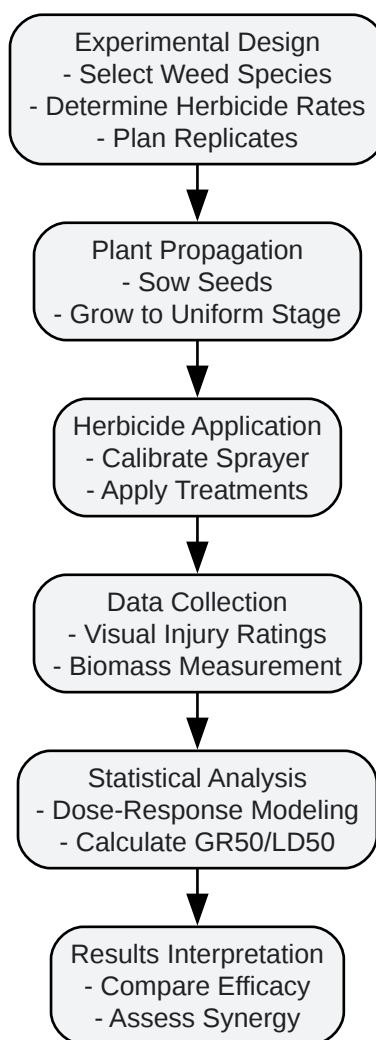 Experimental Design
- Select Weed Species
- Determine Herbicide Rates
- Plan Replicates
Plant Propagation
- Sow Seeds
- Grow to Uniform Stage
Herbicide Application
- Calibrate Sprayer
- Apply Treatments
Data Collection
- Visual Injury Ratings
- Biomass Measurement
Statistical Analysis
- Dose-Response Modeling
- Calculate GR50/LD50
Results Interpretation
- Compare Efficacy
- Assess Synergy